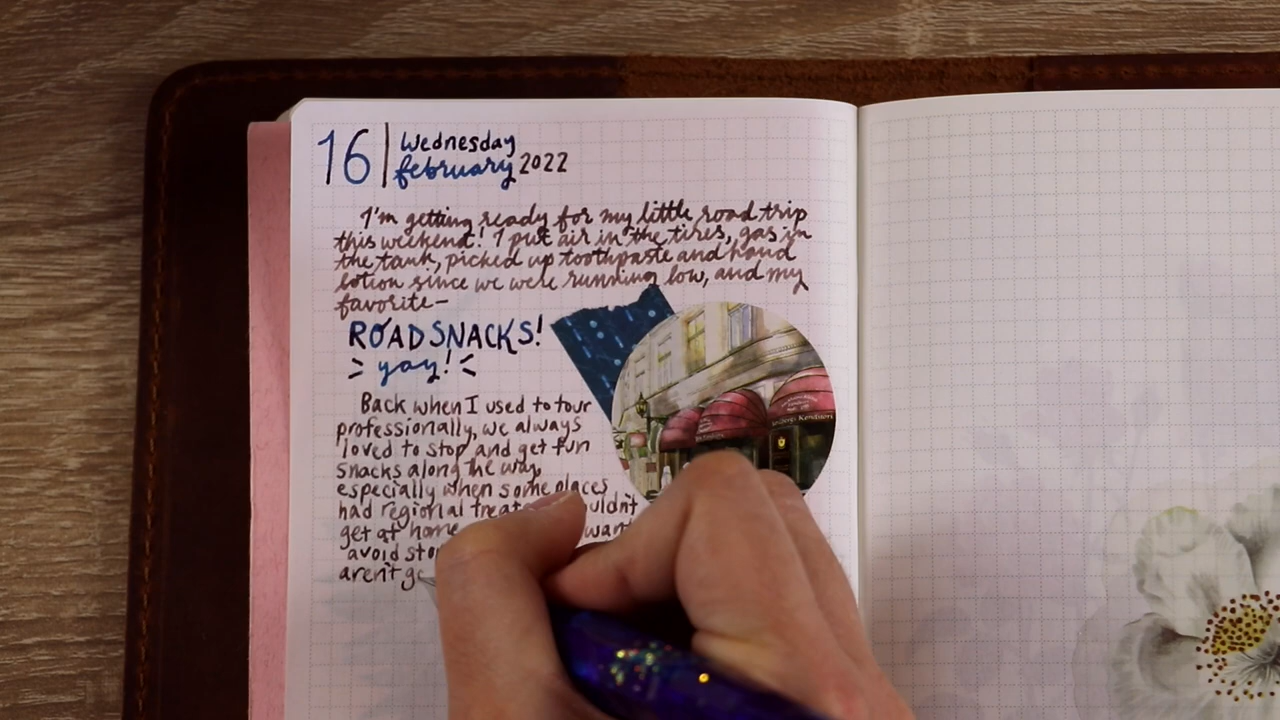 16 Wednesday
february 2022
I'm getting ready for my little road trip
this weekend! I put air in the tires, gas in
the tank, picked up toothpaste and hand
lotion since we were running low, and my
favorite—
ROAD SNACKS!
yay!
Back when I used to tour
professionally, we always
loved to stop and get fun
snacks along the way,
especially when some places
had regional treats
get at home
avoid
aren't